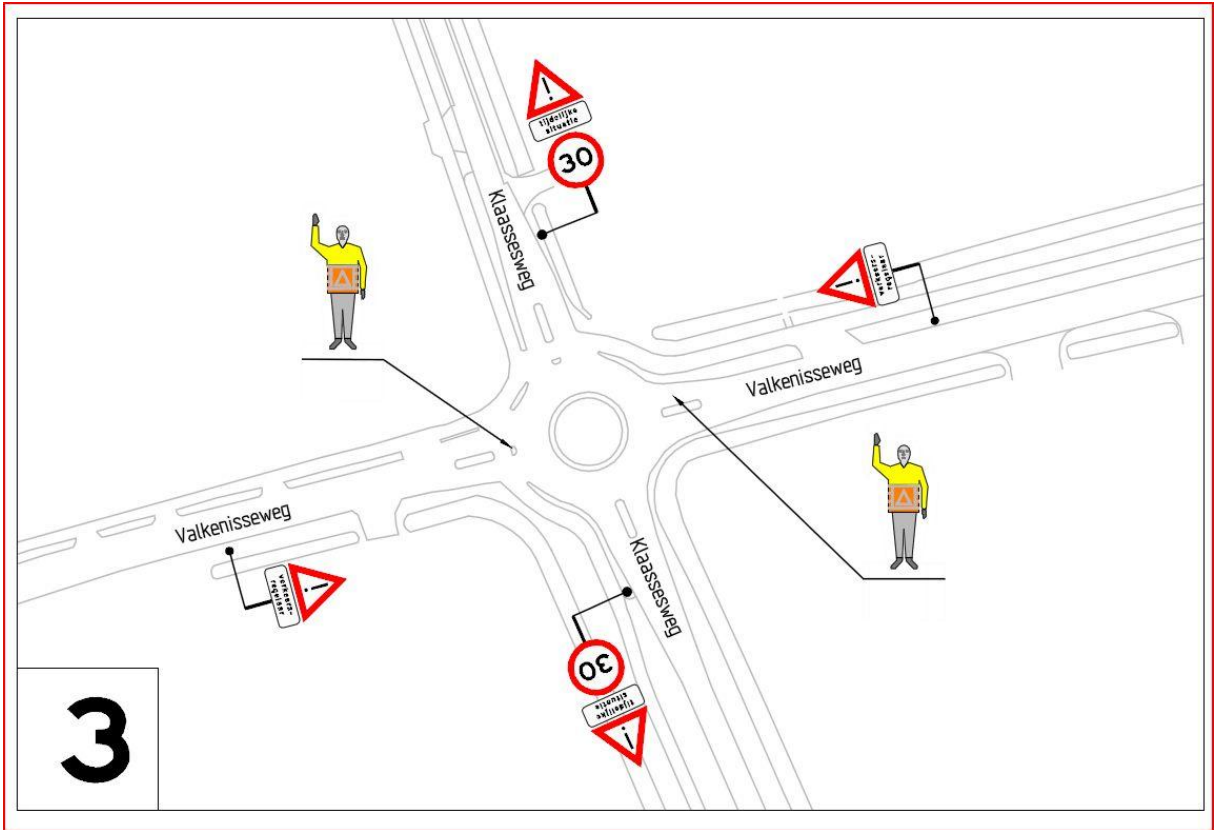 !
tijdelijke
situatie
30
Klaassesweg
!
verkeers-
regelaar
Valkenisseweg
Valkenisseweg
!
verkeers-
regelaar
Klaassesweg
30
tijdelijke
situatie
!
3